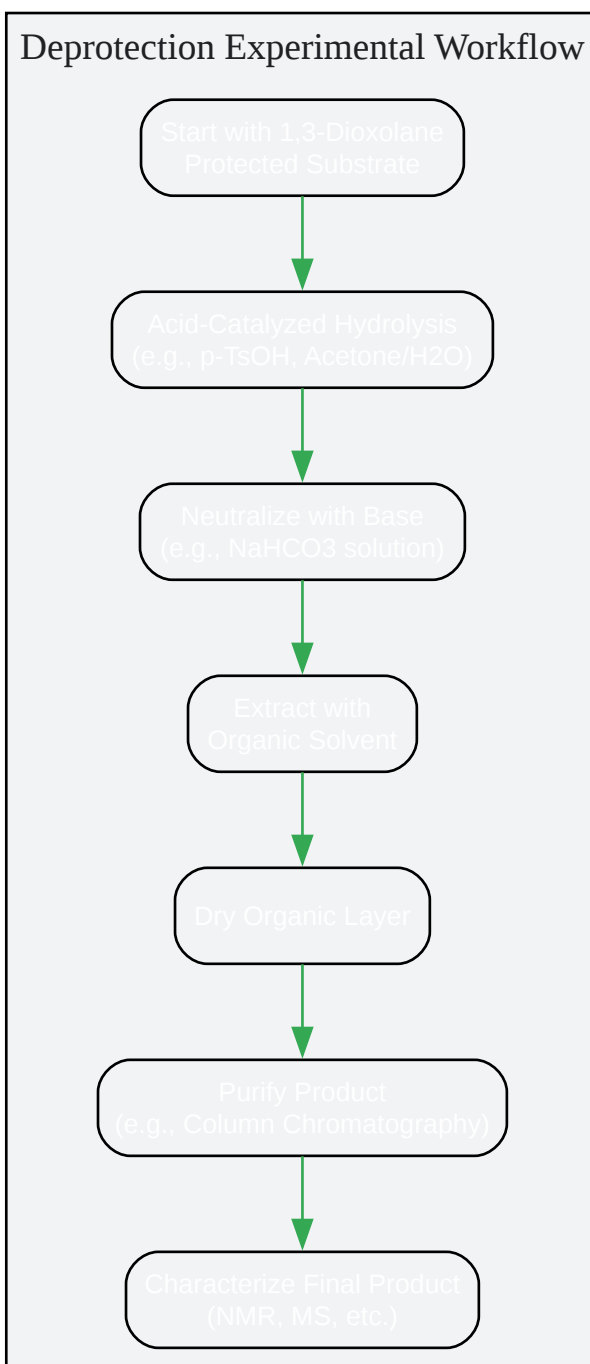 Deprotection Experimental Workflow
Start with 1,3-Dioxolane
Protected Substrate
Acid-Catalyzed Hydrolysis
(e.g., p-TsOH, Acetone/H2O)
Neutralize with Base
(e.g., NaHCO3 solution)
Extract with
Organic Solvent
Dry Organic Layer
Purify Product
(e.g., Column Chromatography)
Characterize Final Product
(NMR, MS, etc.)